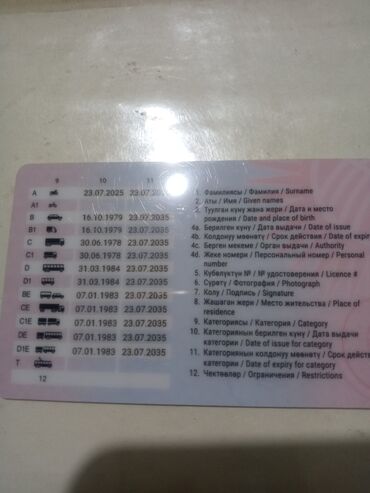 9 10 11
A 23.07.2025 23.07.2035
A1
B 16.10.1979 23.07.2035
B1 16.10.1979 23.07.2035
C 30.06.1978 23.07.2035
C1 30.06.1978 23.07.2035
D 31.03.1984 23.07.2035
D1 31.03.1984 23.07.2035
BE 07.01.1983 23.07.2035
CE 07.01.1983 23.07.2035
C1E 07.01.1983 23.07.2035
DE 07.01.1983 23.07.2035
D1E 07.01.1983 23.07.2035
T
12
1. Фамилиясы / Фамилия / Surname
2. Аты / Имя / Given names
3. Туулган күнү жана жери / Дата и место
рождения / Date and place of birth
4a. Берилген күнү / Дата выдачи / Date of issue
4b. Колдонуу мөөнөтү / Срок действия / Date of expir
4c. Берген мекеме / Орган выдачи / Authority
4d. Жеке номери / Персональный номер / Personal
number
5. Күбөлүктүн № / № удостоверения / Licence #
6. Сүрөтү / Фотография / Photograph
7. Колу / Подпись / Signature
8. Жашаган жери / Место жительства / Place of
residence
9. Категориясы / Категория / Category
10. Категориянын берилген күнү / Дата выдачи
категории / Date of issue for category
11. Категориянын колдонуу мөөнөтү / Срок действ
категории / Date of expiry for category
12. Чектөөлөр / Ограничения / Restrictions